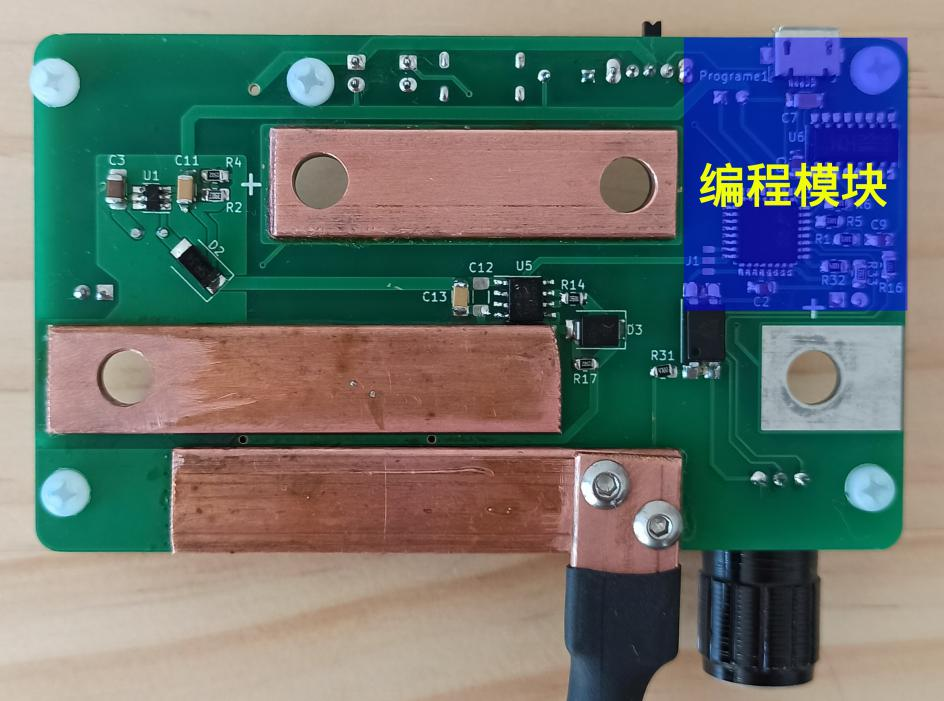 Programe1
C7
U6
C3
U1
C11
R4
R2
+
编程模块
D2
R5
C9
R1
U5
C12
C13
R14
J1
R32
R16
C2
+
D3
R31
R17